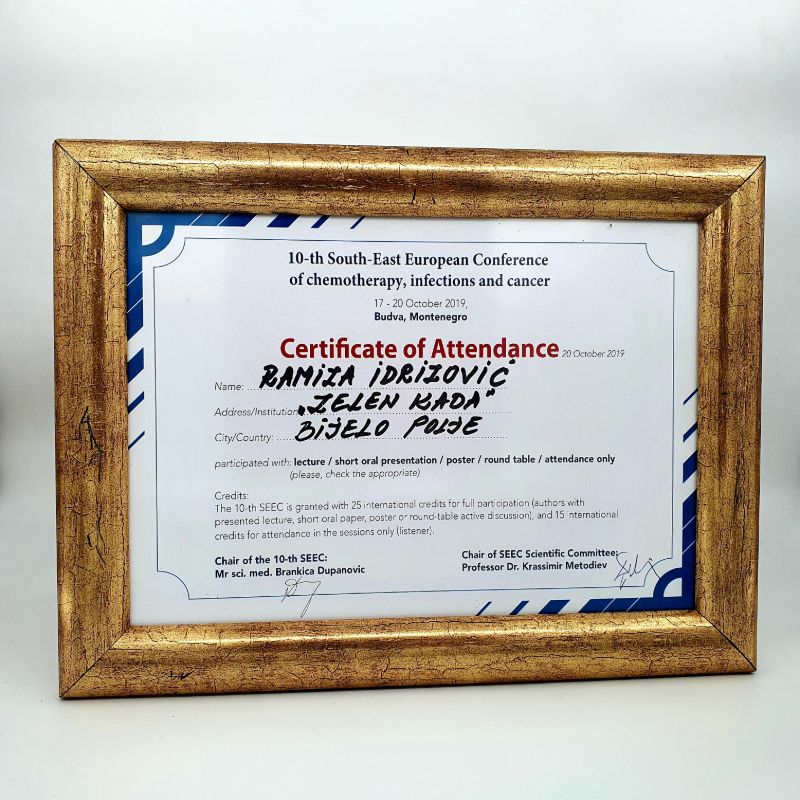 10-th South-East European Conference
of chemotherapy, infections and cancer
17 - 20 October 2019,
Budva, Montenegro
Certificate of Attendance 20 October 2019
Name: RAMIZA IDRIZOVIĆ
Address/Institution „ZELEN KADA"
City/Country: BIJELO POLJE
participated with: lecture / short oral presentation / poster / round table / attendance only
(please, check the appropriate)
Credits:
The 10-th SEEC is granted with 25 international credits for full participation (authors with
presented lecture, short oral paper, poster or round-table active discussion), and 15 international
credits for attendance in the sessions only (listener).
Chair of the 10-th SEEC:
Mr sci. med. Brankica Dupanovic
Chair of SEEC Scientific Committee:
Professor Dr. Krassimir Metodiev